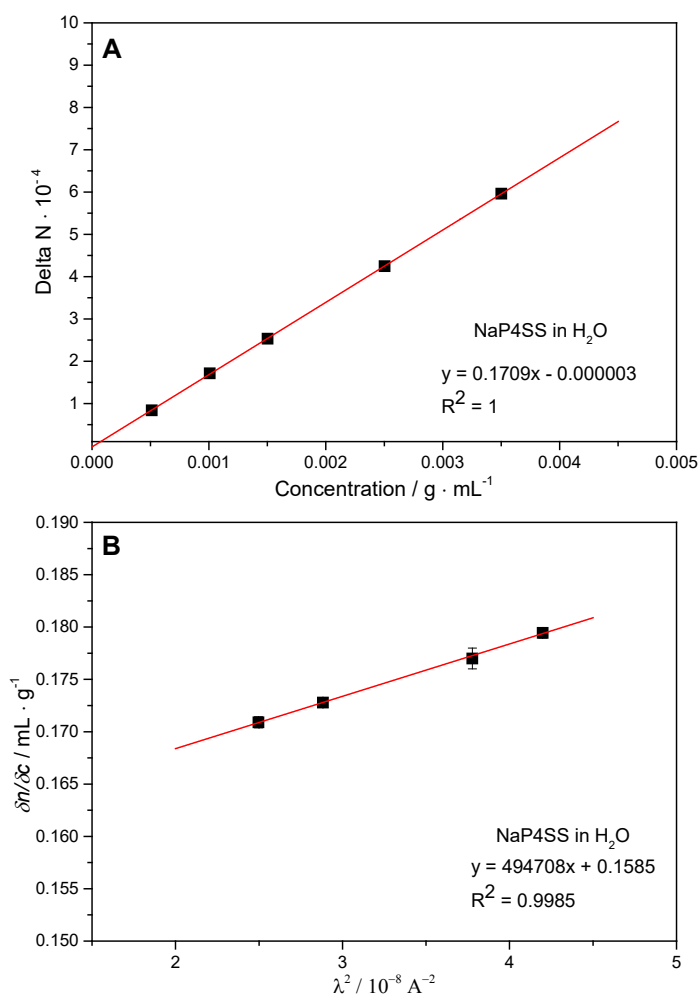 A
10
9
8
7
6
5
4
3
2
1
Delta N · 10⁻⁴
NaP4SS in H₂O
y = 0.1709x - 0.000003
R² = 1
0.000 0.001 0.002 0.003 0.004 0.005
Concentration / g · mL⁻¹
B
0.190
0.185
0.180
0.175
0.170
0.165
0.160
0.155
0.150
δn/δc / mL · g⁻¹
NaP4SS in H₂O
y = 494708x + 0.1585
R² = 0.9985
2 3 4 5
λ² / 10⁻⁸ A⁻²